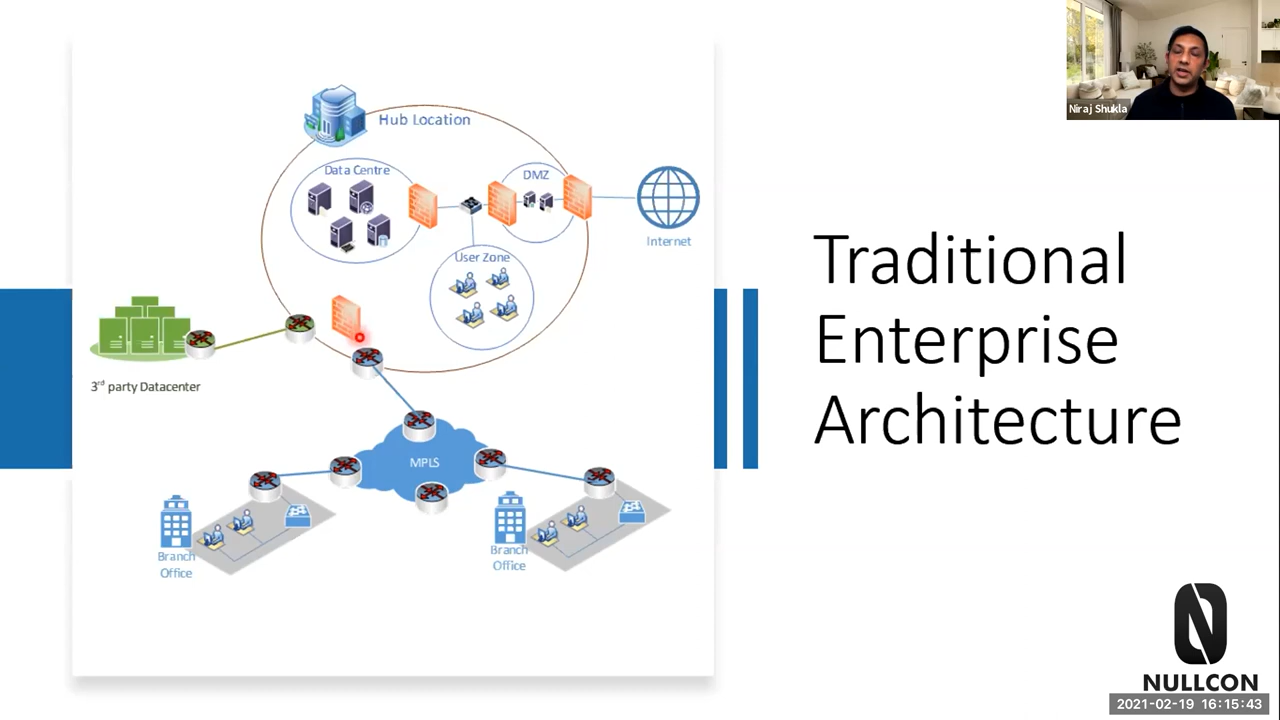 Niraj Shukla
Hub Location
Data Centre
DMZ
Internet
User Zone
3rd party Datacenter
MPLS
Branch
Office
Branch
Office
Traditional
Enterprise
Architecture
NULLCON
2021-02-19 16:15:43